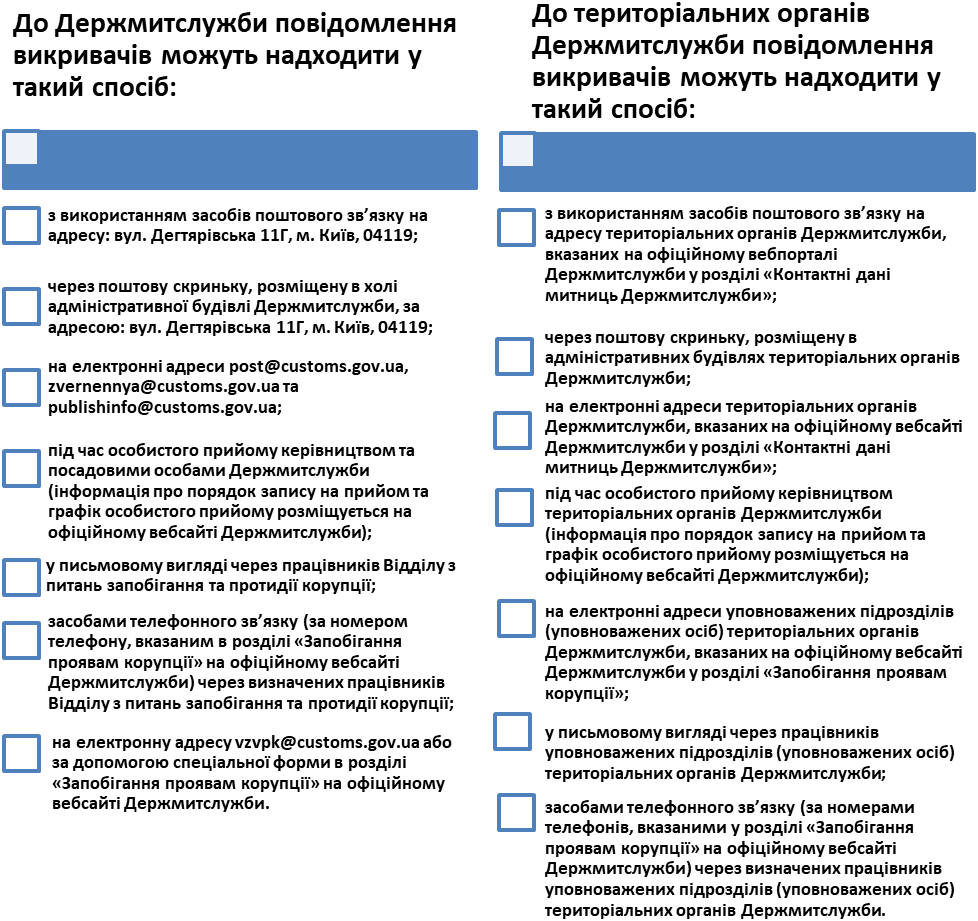 До Держмитслужби повідомлення
викривачів можуть надходити у
такий спосіб:
з використанням засобів поштового зв’язку на
адресу: вул. Дегтярівська 11Г, м. Київ, 04119;
через поштову скриньку, розміщену в холі
адміністративної будівлі Держмитслужби, за
адресою: вул. Дегтярівська 11Г, м. Київ, 04119;
на електронні адреси post@customs.gov.ua,
zvernennya@customs.gov.ua та
publishinfo@customs.gov.ua;
під час особистого прийому керівництвом та
посадовими особами Держмитслужби
(інформація про порядок запису на прийом та
графік особистого прийому розміщується на
офіційному вебсайті Держмитслужби);
у письмовому вигляді через працівників Відділу з
питань запобігання та протидії корупції;
засобами телефонного зв’язку (за номером
телефону, вказаним в розділі «Запобігання
проявам корупції» на офіційному вебсайті
Держмитслужби) через визначених працівників
Відділу з питань запобігання та протидії корупції;
на електронну адресу vzvpk@customs.gov.ua або
за допомогою спеціальної форми в розділі
«Запобігання проявам корупції» на офіційному
вебсайті Держмитслужби.
До територіальних органів
Держмитслужби повідомлення
викривачів можуть надходити у
такий спосіб:
з використанням засобів поштового зв’язку на
адресу територіальних органів Держмитслужби,
вказаних на офіційному вебпорталі
Держмитслужби у розділі «Контактні дані
митниць Держмитслужби»;
через поштову скриньку, розміщену в
адміністративних будівлях територіальних органів
Держмитслужби;
на електронні адреси територіальних органів
Держмитслужби, вказаних на офіційному вебсайті
Держмитслужби у розділі «Контактні дані
митниць Держмитслужби»;
під час особистого прийому керівництвом
територіальних органів Держмитслужби
(інформація про порядок запису на прийом та
графік особистого прийому розміщується на
офіційному вебсайті Держмитслужби);
на електронні адреси уповноважених підрозділів
(уповноважених осіб) територіальних органів
Держмитслужби, вказаних на офіційному вебсайті
Держмитслужби у розділі «Запобігання проявам
корупції»;
у письмовому вигляді через працівників
уповноважених підрозділів (уповноважених осіб)
територіальних органів Держмитслужби;
засобами телефонного зв’язку (за номерами
телефонів, вказаними у розділі «Запобігання
проявам корупції» на офіційному вебсайті
Держмитслужби) через визначених працівників
уповноважених підрозділів (уповноважених осіб)
територіальних органів Держмитслужби.